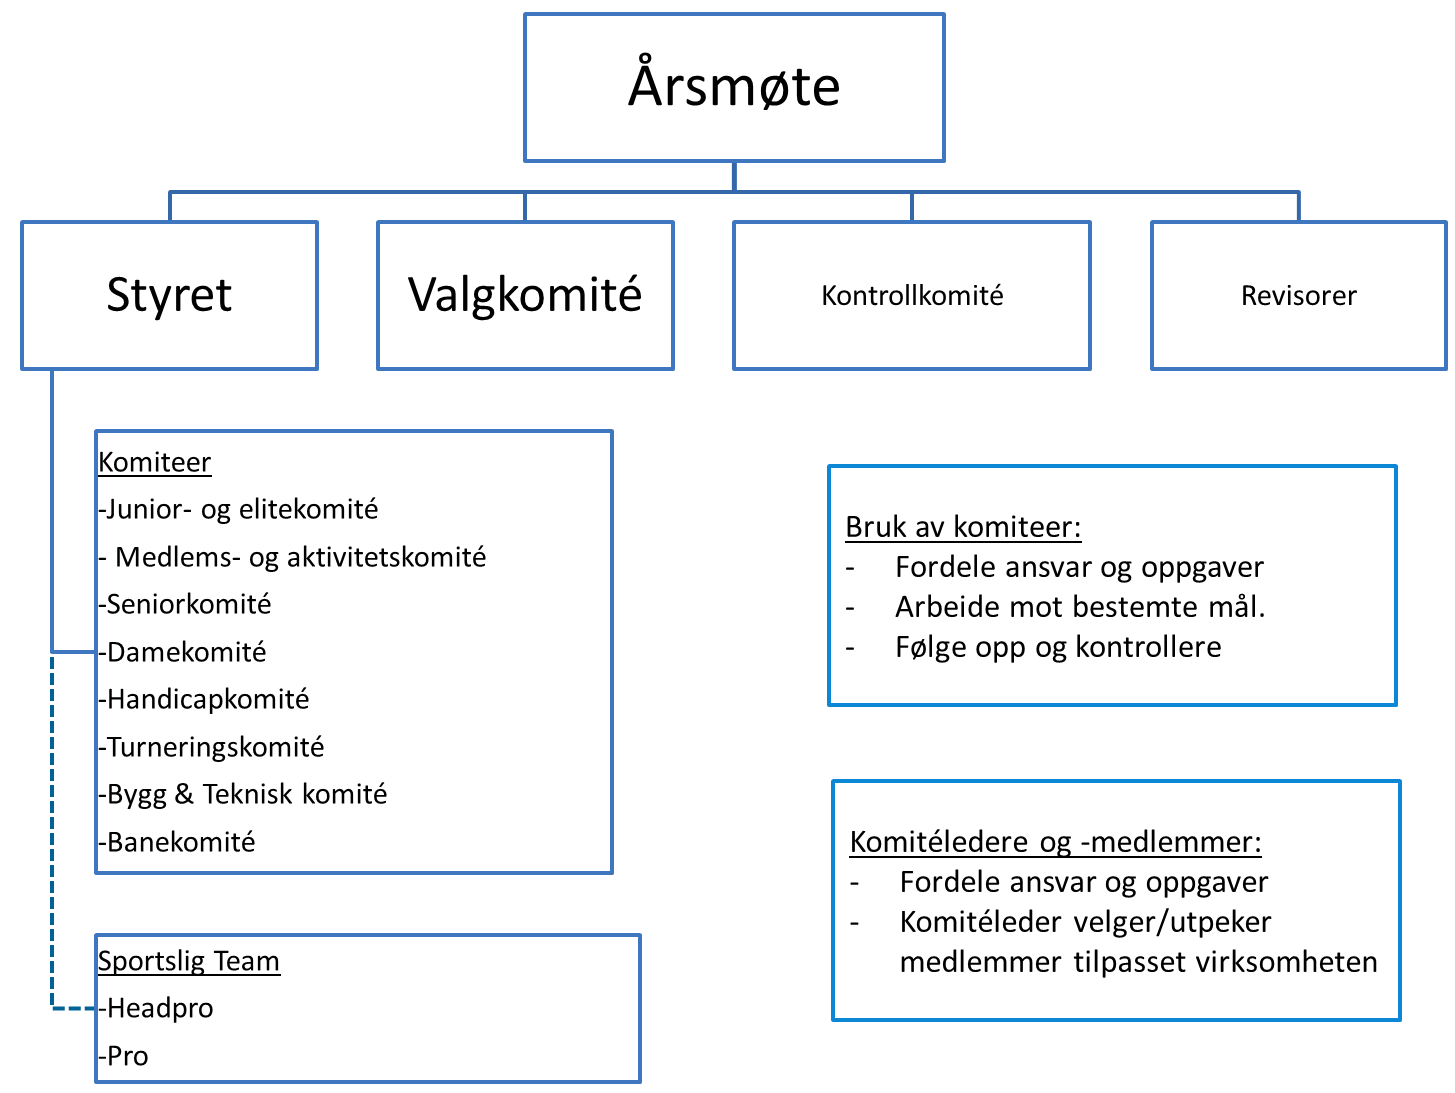 Årsmøte
Styret
Valgkomité
Kontrollkomité
Revisorer
Komiteer
-Junior- og elitekomité
- Medlems- og aktivitetskomité
-Seniorkomité
-Damekomité
-Handicapkomité
-Turneringskomité
-Bygg & Teknisk komité
-Banekomité
Sportslig Team
-Headpro
-Pro
Bruk av komiteer:
- Fordele ansvar og oppgaver
- Arbeide mot bestemte mål.
- Følge opp og kontrollere
Komitéledere og -medlemmer:
- Fordele ansvar og oppgaver
- Komitéleder velger/utpeker
medlemmer tilpasset virksomheten